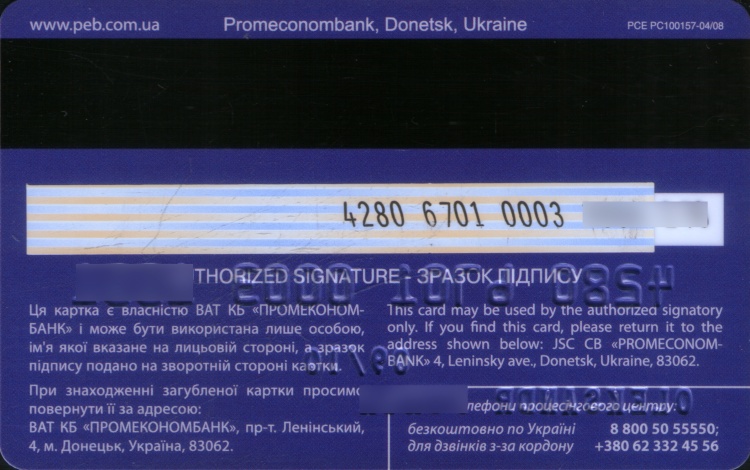 www.peb.com.ua
Promeconombank, Donetsk, Ukraine
PCE PC100157-04/08
4280 6701 0003
THORIZED SIGNATURE - ЗРАЗОК ПІДПИСУ
Ця картка є власністю ВАТ КБ «ПРОМЕКОНОМ-
БАНК» і може бути використана лише особою,
ім'я якої вказане на лицьовій стороні, а зразок
підпису подано на зворотній стороні картки.
При знаходженні загубленої картки просимо
повернути її за адресою:
ВАТ КБ «ПРОМЕКОНОМБАНК», пр-т. Ленінський,
4, м. Донецьк, Україна, 83062.
This card may be used by the authorized signatory
only. If you find this card, please return it to the
address shown below: JSC CB «PROMECONOM-
BANK» 4, Leninsky ave., Donetsk, Ukraine, 83062.
лефони процесінгового центру:
безкоштовно по Україні 8 800 50 55550;
для дзвінків з-за кордону +380 62 332 45 56